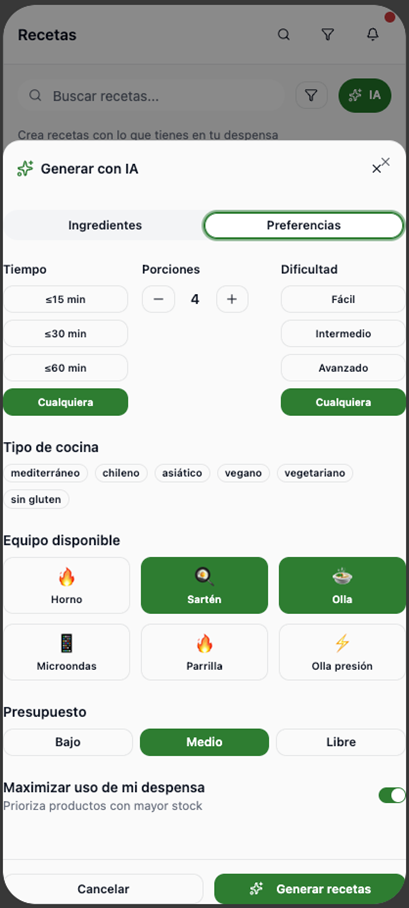 Recetas
Buscar recetas...
IA
Crea recetas con lo que tienes en tu despensa
Generar con IA
Ingredientes
Preferencias
Tiempo
Porciones
Dificultad
≤15 min
4
Fácil
≤30 min
Intermedio
≤60 min
Avanzado
Cualquiera
Cualquiera
Tipo de cocina
mediterráneo
chileno
asiático
vegano
vegetariano
sin gluten
Equipo disponible
Horno
Sartén
Olla
Microondas
Parrilla
Olla presión
Presupuesto
Bajo
Medio
Libre
Maximizar uso de mi despensa
Prioriza productos con mayor stock
Cancelar
Generar recetas